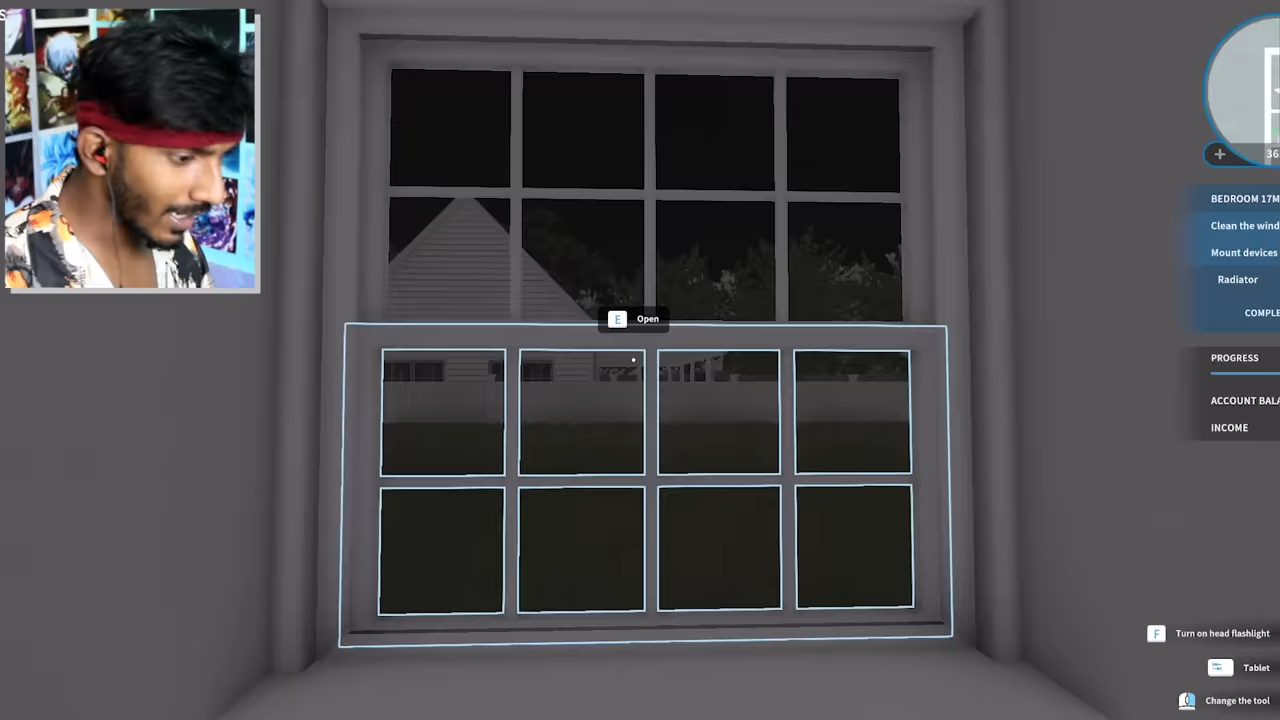 S
36
BEDROOM 17M
Clean the wind
Mount devices
Radiator
COMPLE
PROGRESS
ACCOUNT BALA
INCOME
E Open
F Turn on head flashlight
Tablet
Change the tool